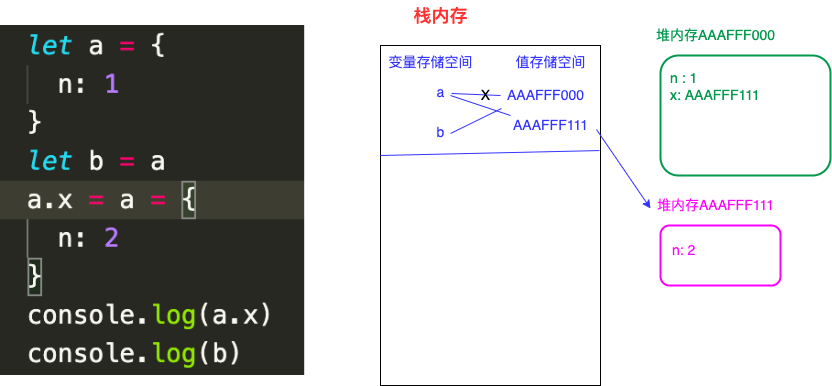 let a = {
n: 1
}
let b = a
a.x = a = {
n: 2
}
console.log(a.x)
console.log(b)
栈内存
变量存储空间
值存储空间
a
x
AAAFFF000
AAAFFF111
b
堆内存AAAFFF000
n : 1
x: AAAFFF111
堆内存AAAFFF111
n: 2